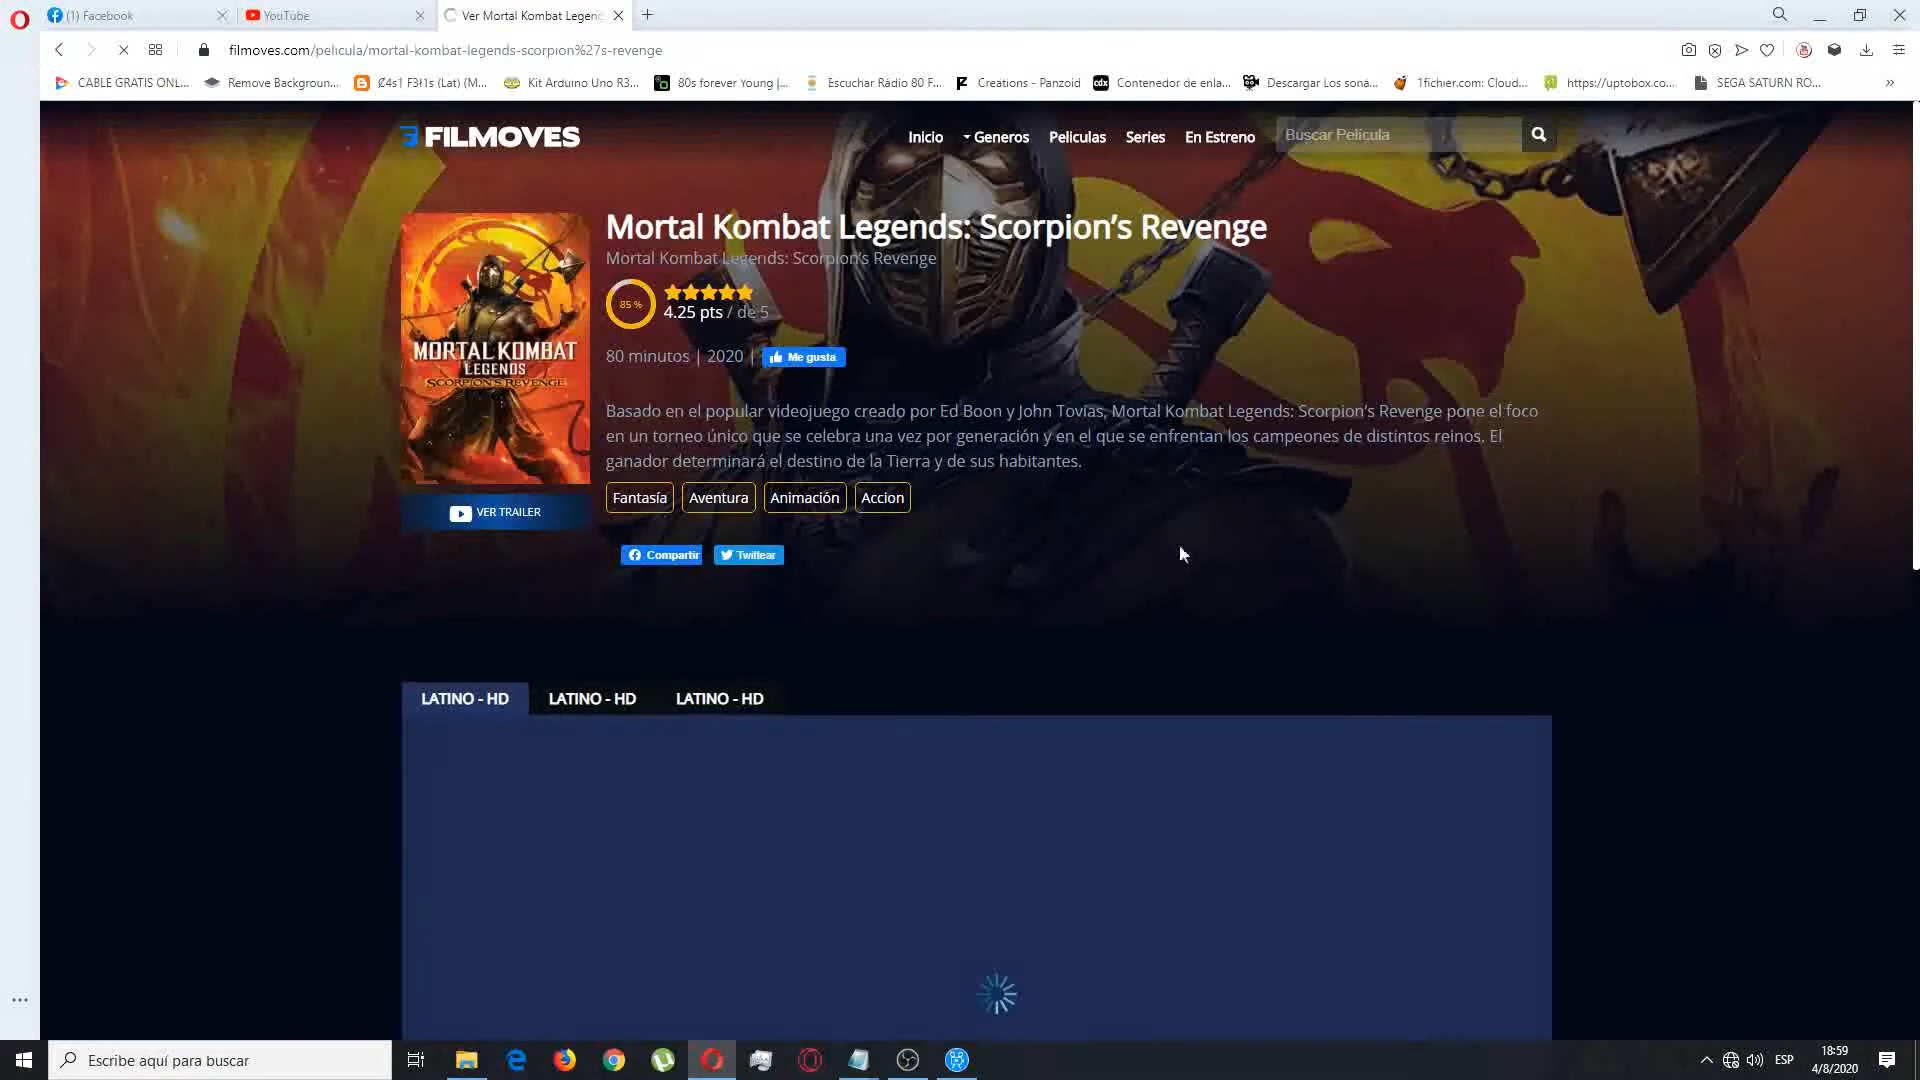 (1) Facebook
YouTube
Ver Mortal Kombat Legend
filmoves.com/pelicula/mortal-kombat-legends-scorpion%27s-revenge
CABLE GRATIS ONL...
Remove Backgroun...
Ȼ4s1 F3ł1s (Lat) (M...
Kit Arduino Uno R3...
80s forever Young |...
Escuchar Rádio 80 F...
Creations - Panzoid
cdx
Contenedor de enla...
Descargar Los soná...
1fichier.com: Cloud...
https://uptobox.co...
SEGA SATURN RO...
FILMOVES
Inicio
Generos
Peliculas
Series
En Estreno
Buscar Película
Mortal Kombat Legends: Scorpion’s Revenge
Mortal Kombat Legends: Scorpion's Revenge
85 %
4.25 pts / de 5
80 minutos | 2020 |
Me gusta
MORTAL KOMBAT
LEGENDS
SCORPION'S REVENGE
Basado en el popular videojuego creado por Ed Boon y John Tovias, Mortal Kombat Legends: Scorpion’s Revenge pone el foco
en un torneo único que se celebra una vez por generación y en el que se enfrentan los campeones de distintos reinos. El
ganador determinará el destino de la Tierra y de sus habitantes.
Fantasía
Aventura
Animación
Accion
VER TRAILER
Compartir
Twittear
LATINO - HD
LATINO - HD
LATINO - HD
Escribe aquí para buscar
ESP
18:59
4/8/2020